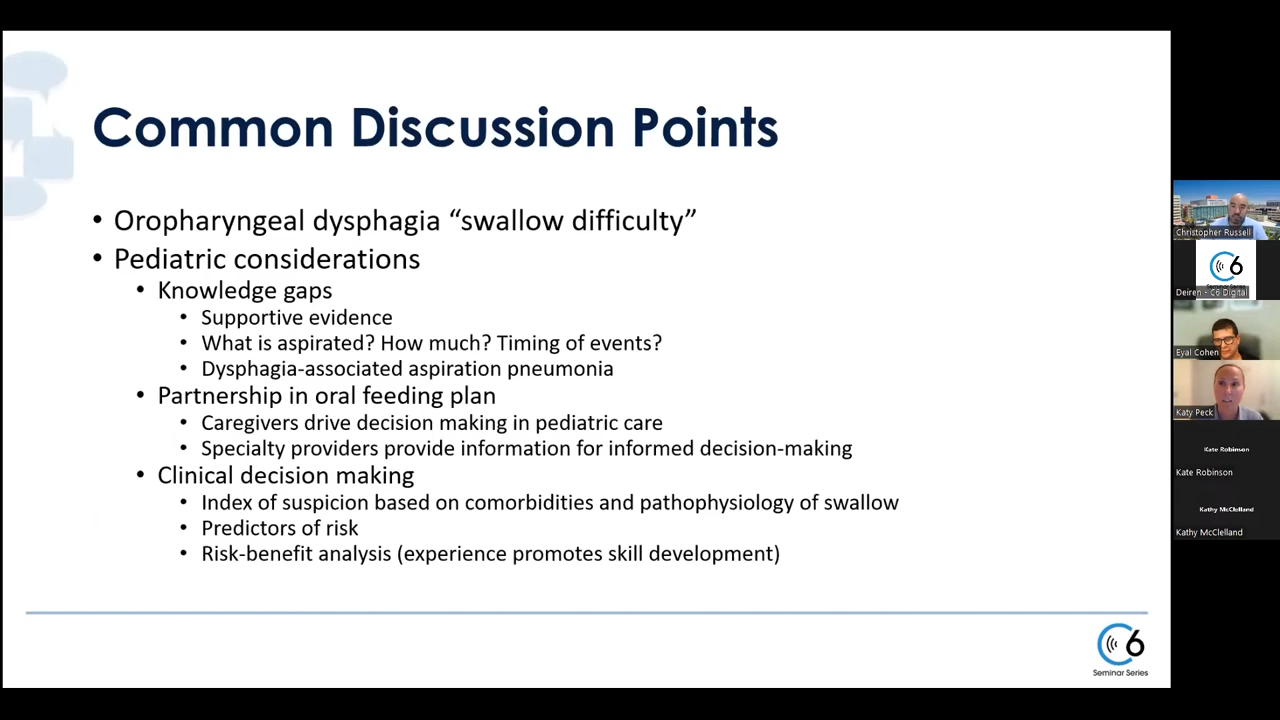 Common Discussion Points
• Oropharyngeal dysphagia “swallow difficulty”
• Pediatric considerations
• Knowledge gaps
• Supportive evidence
• What is aspirated? How much? Timing of events?
• Dysphagia-associated aspiration pneumonia
• Partnership in oral feeding plan
• Caregivers drive decision making in pediatric care
• Specialty providers provide information for informed decision-making
• Clinical decision making
• Index of suspicion based on comorbidities and pathophysiology of swallow
• Predictors of risk
• Risk-benefit analysis (experience promotes skill development)
C6
Seminar Series
Christopher Russell
6
Deiren - C6 Digital
Eyal Cohen
Katy Peck
Kate Robinson
Kate Robinson
Kathy McClelland
Kathy McClelland